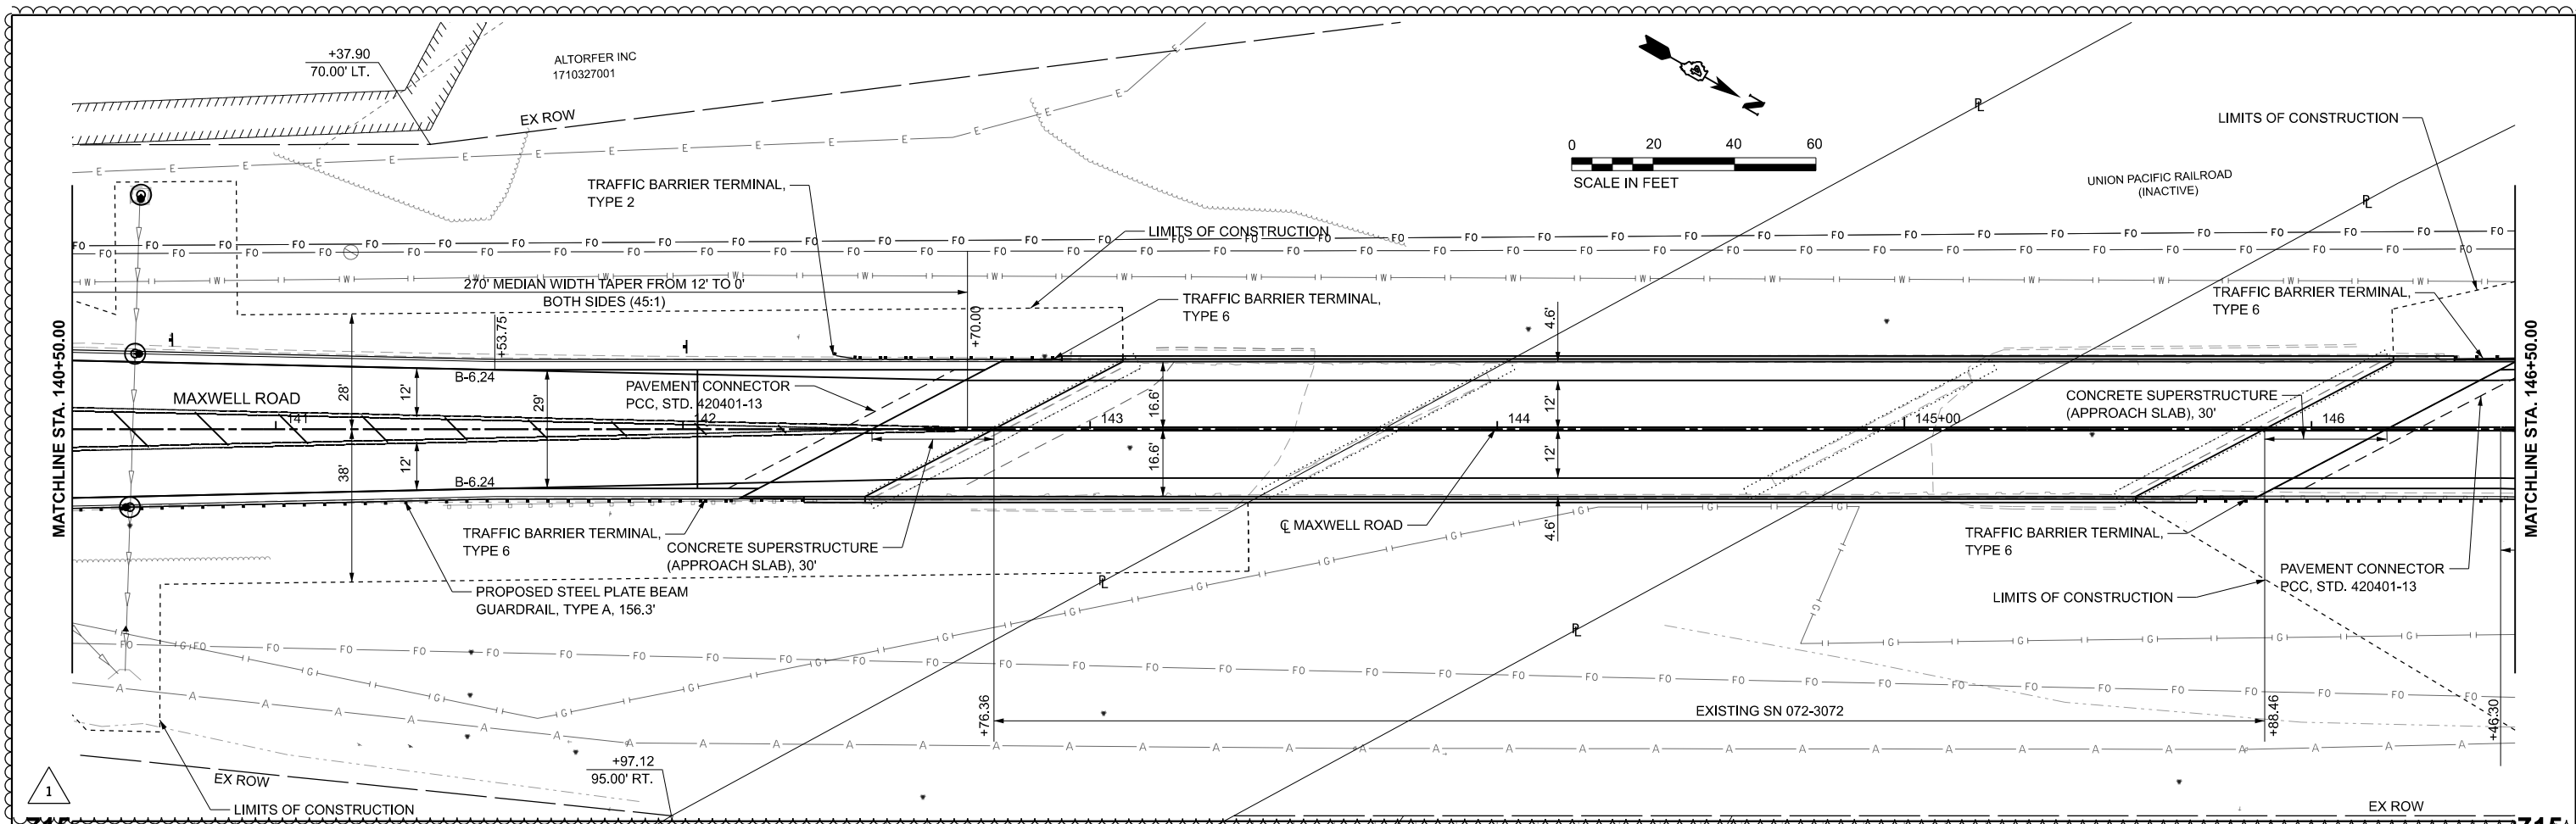 +37.90
70.00' LT.
ALTORFER INC
1710327001
EX ROW
N
0 20 40 60
SCALE IN FEET
LIMITS OF CONSTRUCTION
UNION PACIFIC RAILROAD
(INACTIVE)
TRAFFIC BARRIER TERMINAL,
TYPE 2
LIMITS OF CONSTRUCTION
270' MEDIAN WIDTH TAPER FROM 12' TO 0'
BOTH SIDES (45:1)
TRAFFIC BARRIER TERMINAL,
TYPE 6
TRAFFIC BARRIER TERMINAL,
TYPE 6
MATCHLINE STA. 140+50.00
MATCHLINE STA. 146+50.00
+53.75
+70.00
4.6'
B-6.24
MAXWELL ROAD
28'
12'
29'
PAVEMENT CONNECTOR
PCC, STD. 420401-13
16.6'
12'
CONCRETE SUPERSTRUCTURE
(APPROACH SLAB), 30'
141
142
143
144
145+00
146
38'
12'
16.6'
12'
B-6.24
4.6'
TRAFFIC BARRIER TERMINAL,
TYPE 6
CONCRETE SUPERSTRUCTURE
(APPROACH SLAB), 30'
℄ MAXWELL ROAD
TRAFFIC BARRIER TERMINAL,
TYPE 6
PROPOSED STEEL PLATE BEAM
GUARDRAIL, TYPE A, 156.3'
PAVEMENT CONNECTOR
PCC, STD. 420401-13
LIMITS OF CONSTRUCTION
+76.36
EXISTING SN 072-3072
+88.46
+46.30
+97.12
95.00' RT.
EX ROW
LIMITS OF CONSTRUCTION
1
EX ROW
715